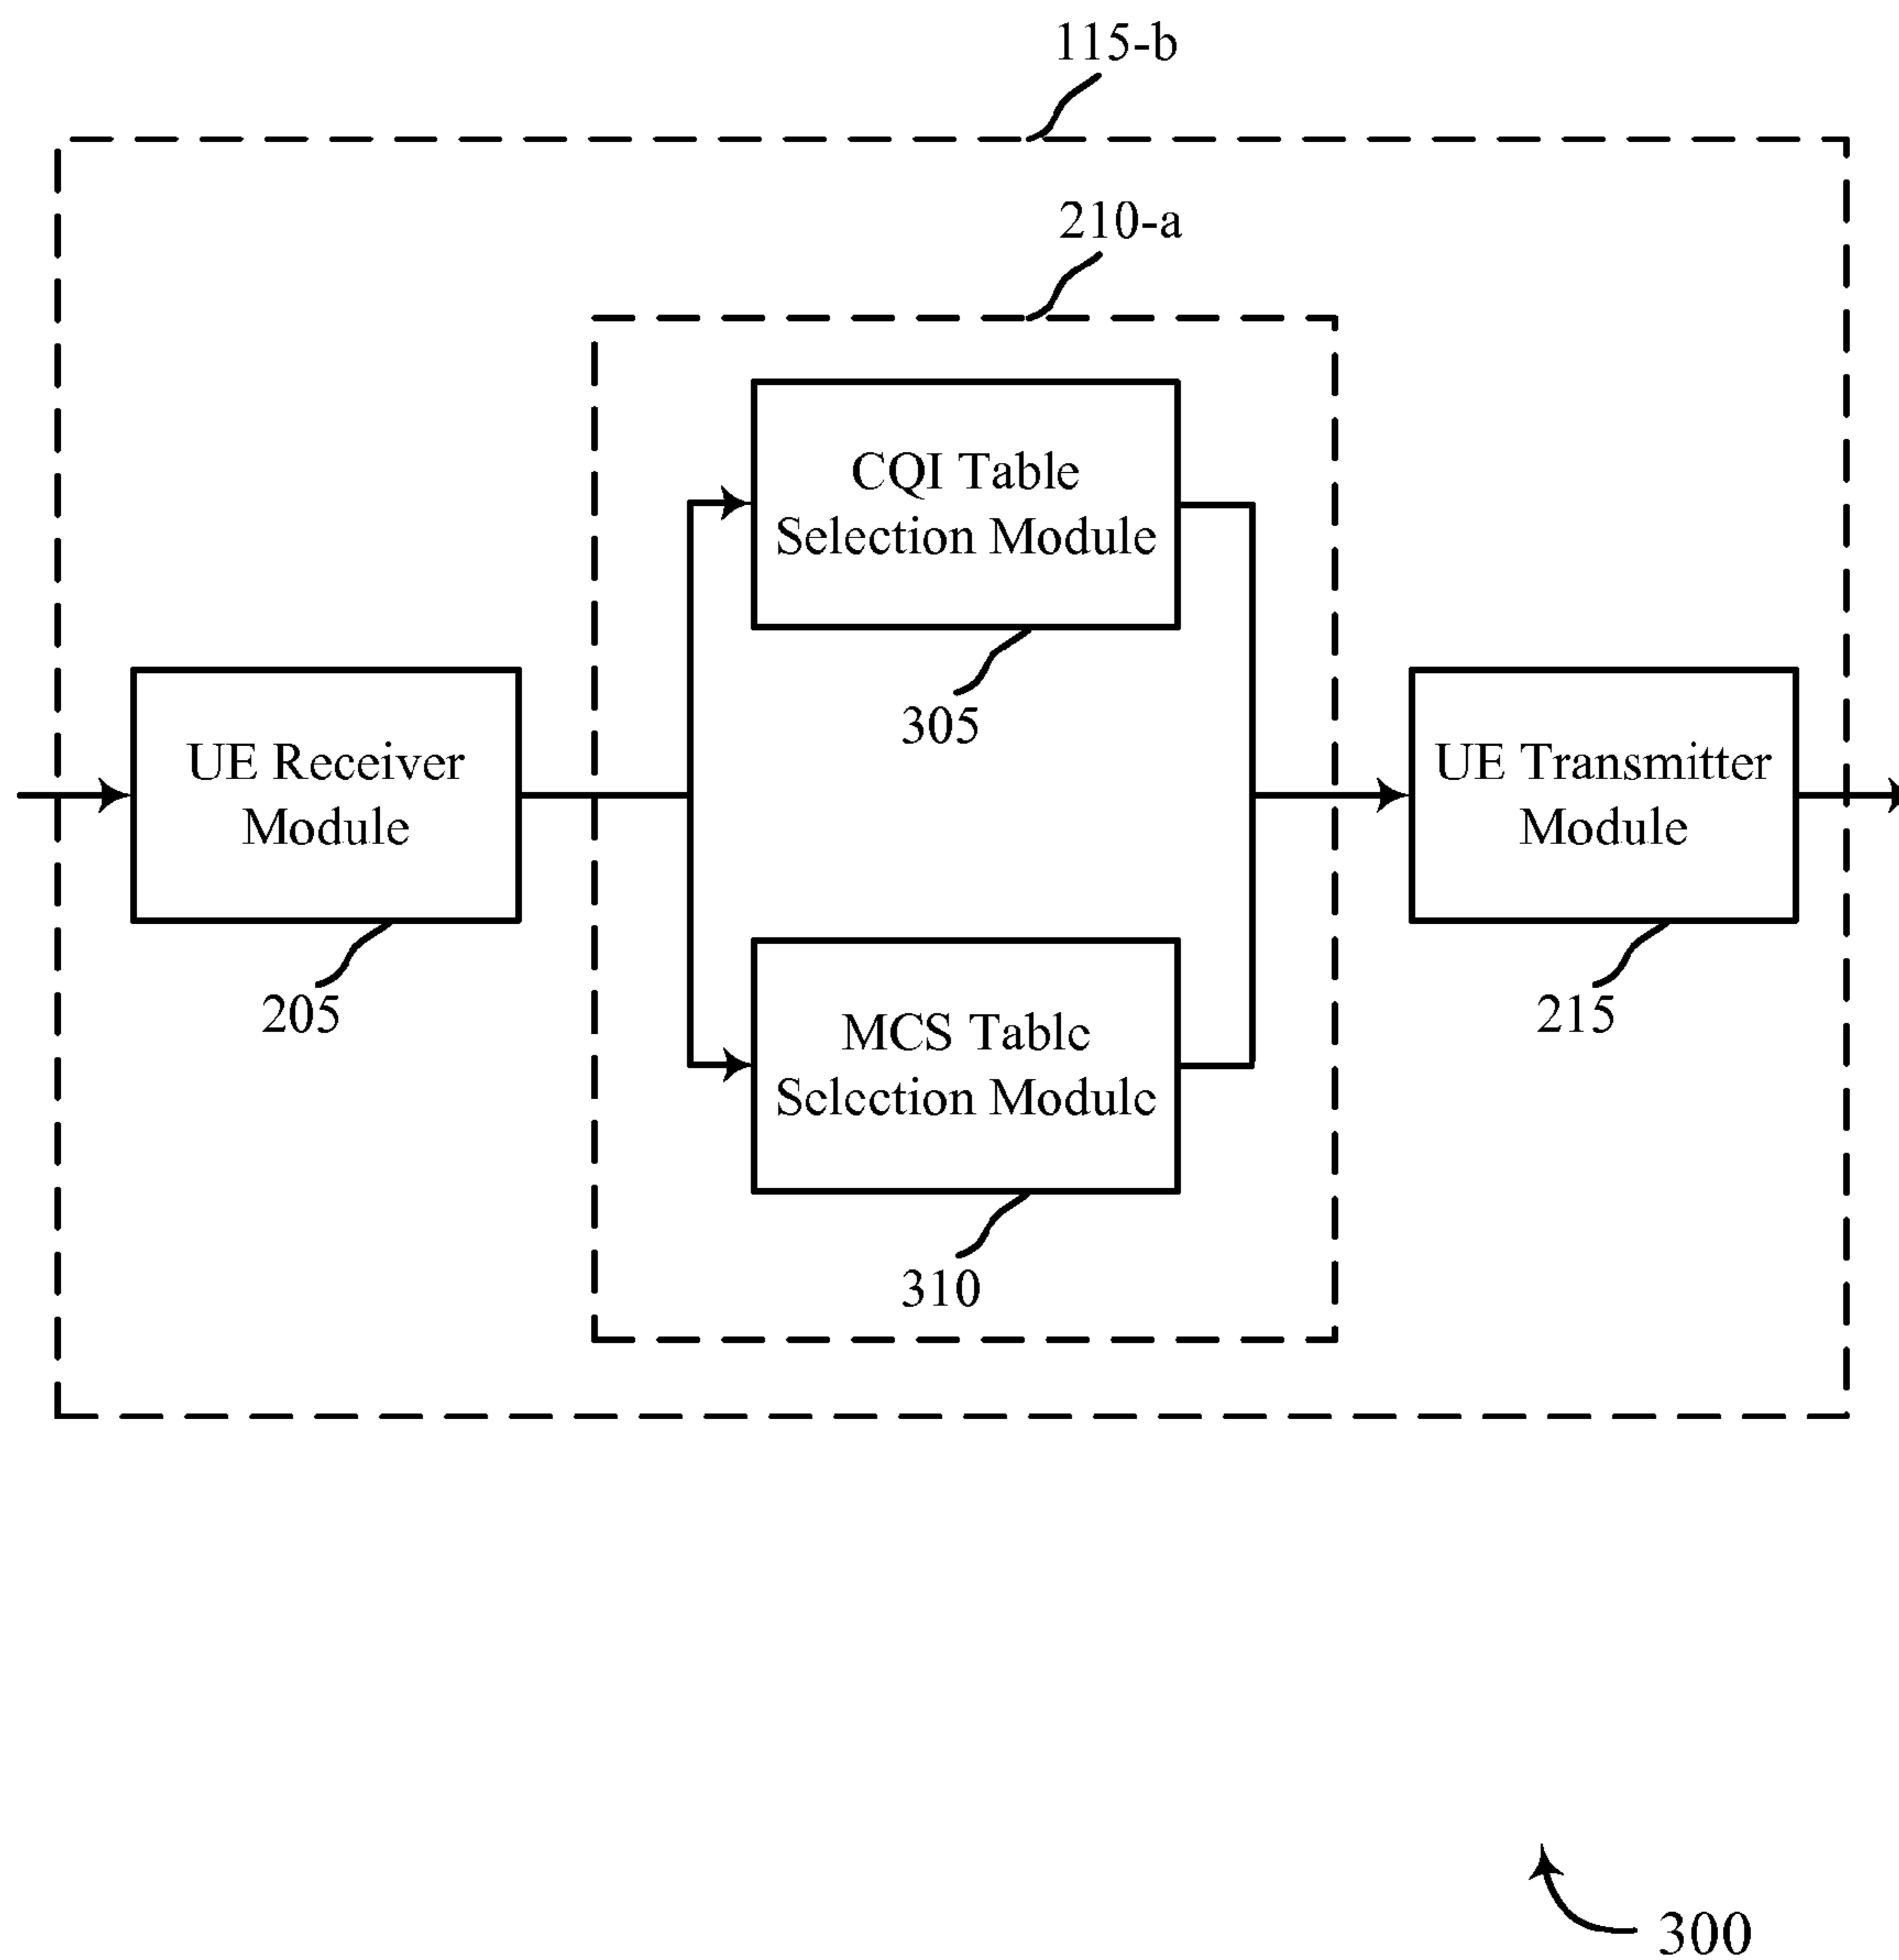 115-b
210-a
CQI Table
Selection Module
305
UE Receiver
Module
205
UE Transmitter
Module
215
MCS Table
Selection Module
310
300